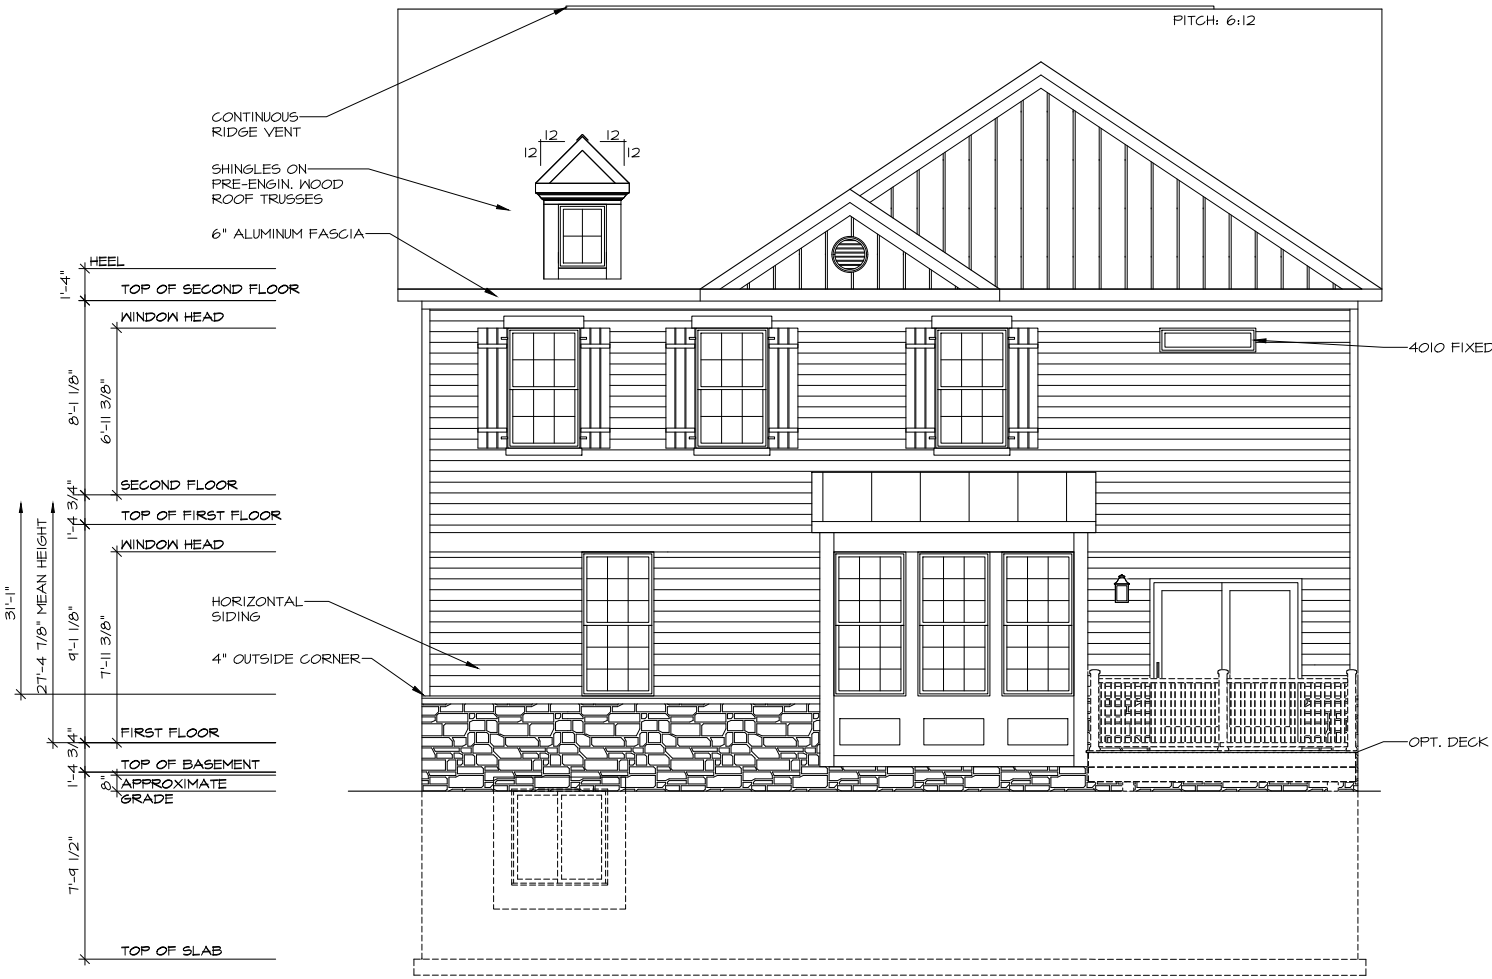 PITCH: 6:12
CONTINUOUS
RIDGE VENT
12 12
12 12
SHINGLES ON
PRE-ENGIN. WOOD
ROOF TRUSSES
6" ALUMINUM FASCIA
HEEL
1'-4"
TOP OF SECOND FLOOR
WINDOW HEAD
4010 FIXED
8'-11 1/8"
6'-11 3/8"
SECOND FLOOR
1'-4 3/4"
TOP OF FIRST FLOOR
WINDOW HEAD
31'-1"
27'-4 7/8" MEAN HEIGHT
9'-1 1/8"
7'-11 3/8"
HORIZONTAL
SIDING
4" OUTSIDE CORNER
FIRST FLOOR
1'-4 3/4"
OPT. DECK
TOP OF BASEMENT
8"
APPROXIMATE
GRADE
7'-9 1/2"
TOP OF SLAB